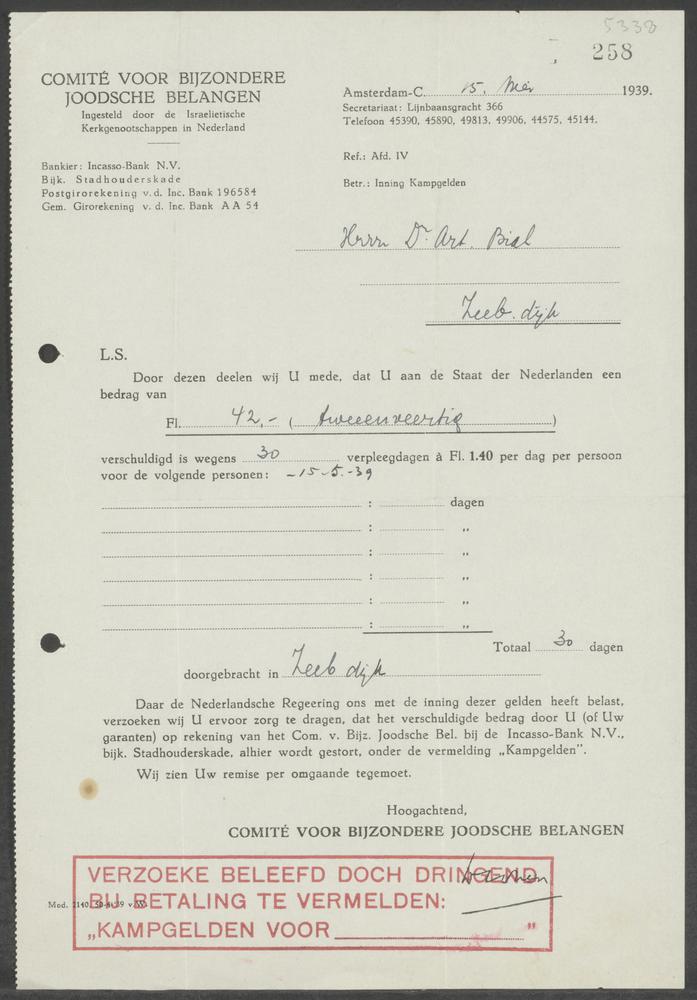 5338
258
COMITÉ VOOR BIJZONDERE
JOODSCHE BELANGEN
Ingesteld door de Israelietische
Kerkgenootschappen in Nederland
Bankier: Incasso-Bank N.V.
Bijk. Stadhouderskade
Postgirorekening v.d. Inc. Bank 196584
Gem. Girorekening v. d. Inc. Bank A A 54
Amsterdam-C. 15. Mei 1939.
Secretariaat: Lijnbaansgracht 366
Telefoon 45390, 45890, 49813, 49906, 44575, 45144.
Ref.: Afd. IV
Betr.: Inning Kampgelden
Herrn Dr. Art. Bial
Zeeb. dijk
L.S.
Door dezen deelen wij U mede, dat U aan de Staat der Nederlanden een
bedrag van
Fl. 42,- ( tweeenveertig )
verschuldigd is wegens 30 verpleegdagen à Fl. 1.40 per dag per persoon
voor de volgende personen: -15-5.-39
: dagen
: „
: „
: „
: „
: „
Totaal 30 dagen
doorgebracht in Zeeb dijk
Daar de Nederlandsche Regeering ons met de inning dezer gelden heeft belast,
verzoeken wij U ervoor zorg te dragen, dat het verschuldigde bedrag door U (of Uw
garanten) op rekening van het Com. v. Bijz. Joodsche Bel. bij de Incasso-Bank N.V.,
bijk. Stadhouderskade, alhier wordt gestort, onder de vermelding „Kampgelden”.
Wij zien Uw remise per omgaande tegemoet.
Hoogachtend,
COMITÉ VOOR BIJZONDERE JOODSCHE BELANGEN
VERZOEKE BELEEFD DOCH DRINGEND
Mod. 1140
BIJ BETALING TE VERMELDEN:
„KAMPGELDEN VOOR "